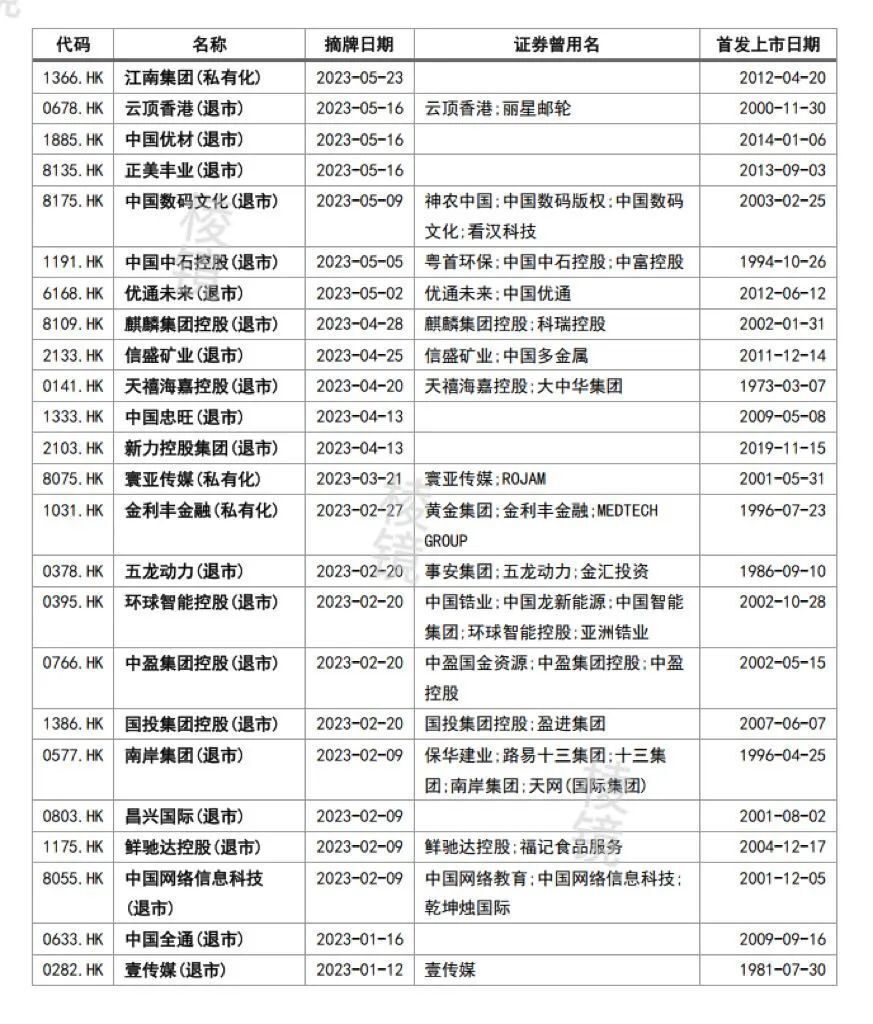 代码 名称 摘牌日期 证券曾用名 首发上市日期
1366.HK 江南集团(私有化) 2023-05-23 2012-04-20
0678.HK 云顶香港(退市) 2023-05-16 云顶香港;丽星邮轮 2000-11-30
1885.HK 中国优材(退市) 2023-05-16 2014-01-06
8135.HK 正美丰业(退市) 2023-05-16 2013-09-03
8175.HK 中国数码文化(退市) 2023-05-09 神农中国;中国数码版权;中国数码 2003-02-25
文化;看汉科技
1191.HK 中国中石控股(退市) 2023-05-05 粤首环保;中国中石控股;中富控股 1994-10-26
6168.HK 优通未来(退市) 2023-05-02 优通未来;中国优通 2012-06-12
8109.HK 麒麟集团控股(退市) 2023-04-28 麒麟集团控股;科瑞控股 2002-01-31
2133.HK 信盛矿业(退市) 2023-04-25 信盛矿业;中国多金属 2011-12-14
0141.HK 天禧海嘉控股(退市) 2023-04-20 天禧海嘉控股;大中华集团 1973-03-07
1333.HK 中国忠旺(退市) 2023-04-13 2009-05-08
2103.HK 新力控股集团(退市) 2023-04-13 2019-11-15
8075.HK 寰亚传媒(私有化) 2023-03-21 寰亚传媒;ROJAM 2001-05-31
1031.HK 金利丰金融(私有化) 2023-02-27 黄金集团;金利丰金融;MEDTECH 1996-07-23
GROUP
0378.HK 五龙动力(退市) 2023-02-20 事安集团;五龙动力;金汇投资 1986-09-10
0395.HK 环球智能控股(退市) 2023-02-20 中国锆业;中国龙新能源;中国智能 2002-10-28
集团;环球智能控股;亚洲锆业
0766.HK 中盈集团控股(退市) 2023-02-20 中盈国金资源;中盈集团控股;中盈 2002-05-15
控股
1386.HK 国投集团控股(退市) 2023-02-20 国投集团控股;盈进集团 2007-06-07
0577.HK 南岸集团(退市) 2023-02-09 保华建业;路易十三集团;十三集 1996-04-25
团;南岸集团;天网(国际集团)
0803.HK 昌兴国际(退市) 2023-02-09 2001-08-02
1175.HK 鲜驰达控股(退市) 2023-02-09 鲜驰达控股;福记食品服务 2004-12-17
8055.HK 中国网络信息科技 2023-02-09 中国网络教育;中国网络信息科技; 2001-12-05
(退市) 乾坤烛国际
0633.HK 中国全通(退市) 2023-01-16 2009-09-16
0282.HK 壹传媒(退市) 2023-01-12 壹传媒 1981-07-30
棱镜
棱镜
棱镜